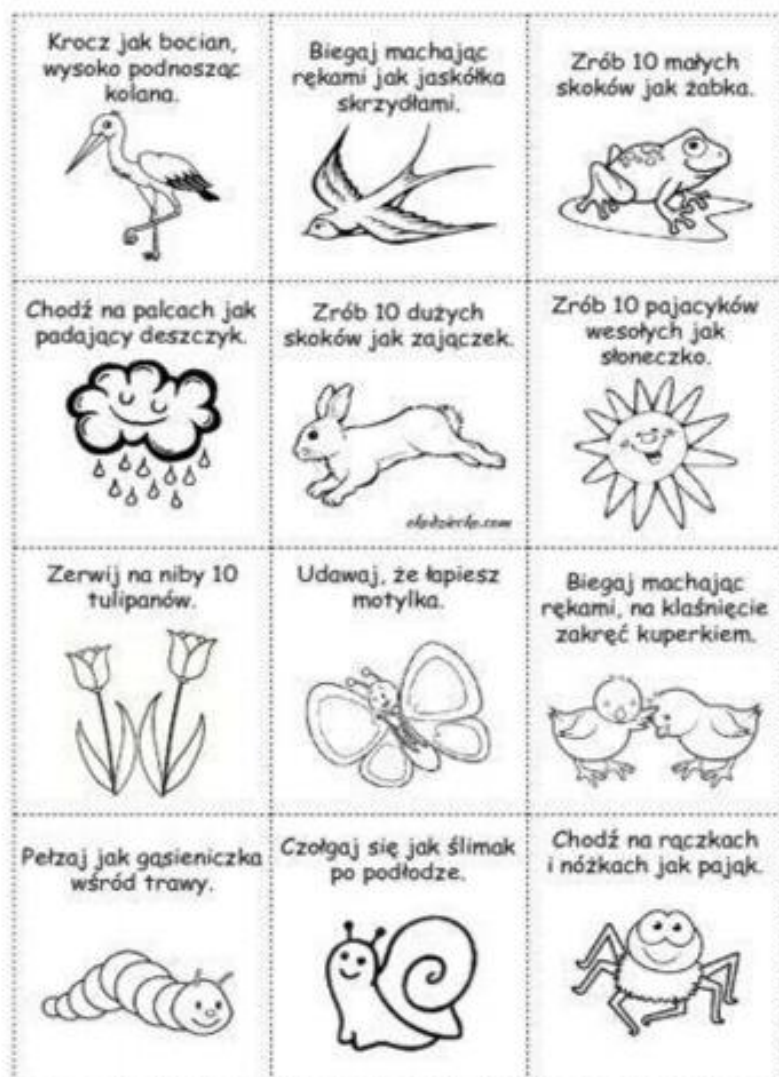 Krocz jak bocian,
wysoko podnosząc
kolana.
Biegaj machając
rękami jak jaskółka
skrzydłami.
Zrób 10 małych
skoków jak żabka.
Chodź na palcach jak
padający deszczyk.
Zrób 10 dużych
skoków jak zajączek.
ekodziecko.com
Zrób 10 pajacyków
wesołych jak
słoneczko.
Zerwij na niby 10
tulipanów.
Udawaj, że łapiesz
motylka.
Biegaj machając
rękami, na klaśnięcie
zakręć kuperkiem.
Pełzaj jak gąsieniczka
wśród trawy.
Czołgaj się jak ślimak
po podłodze.
Chodź na rączkach
i nóżkach jak pająk.